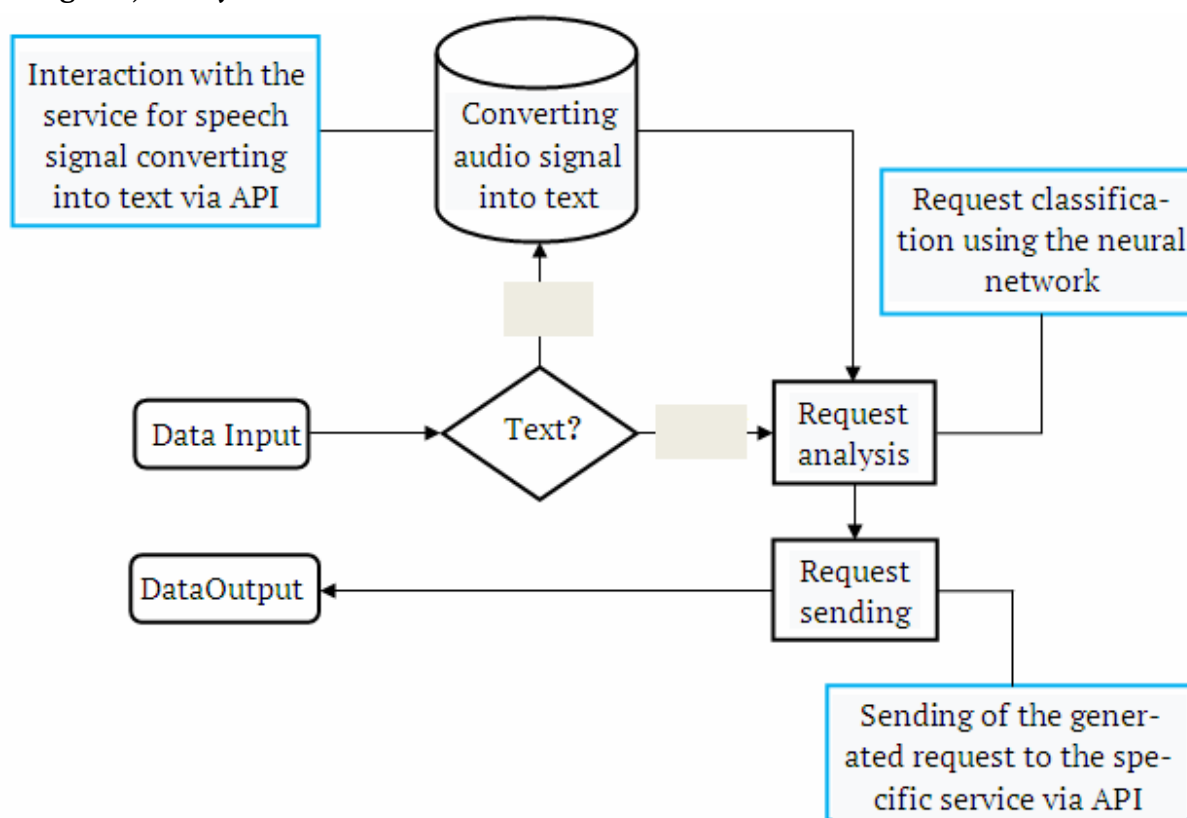 Interaction with the
service for speech
signal converting
into text via API
Converting
audio signal
into text
Request classifica-
tion using the neural
network
Data Input
Text?
Request
analysis
DataOutput
Request
sending
Sending of the gener-
ated request to the spe-
cific service via API